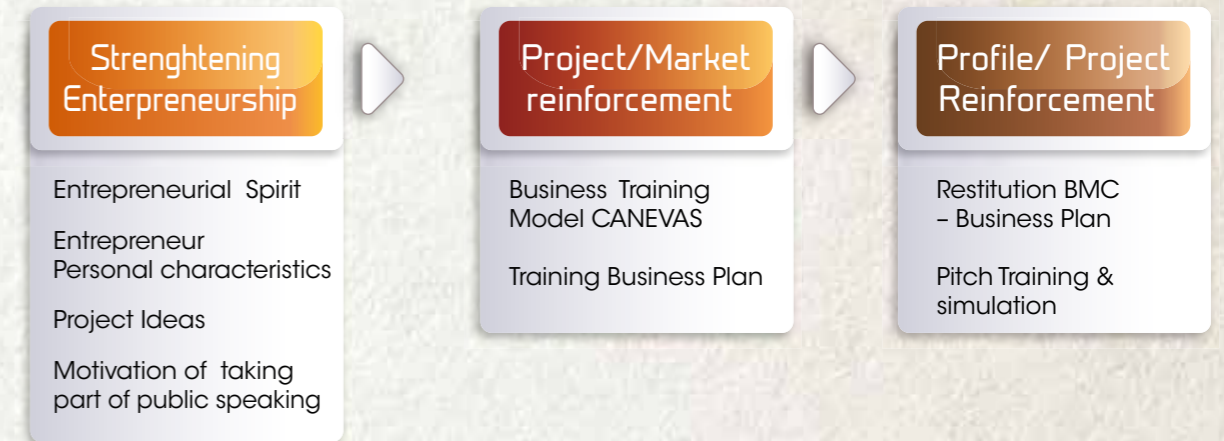 Strenghtening
Enterpreneurship
Entrepreneurial Spirit
Entrepreneur
Personal characteristics
Project Ideas
Motivation of taking
part of public speaking
Project/Market
reinforcement
Business Training
Model CANEVAS
Training Business Plan
Profile/ Project
Reinforcement
Restitution BMC
– Business Plan
Pitch Training &
simulation